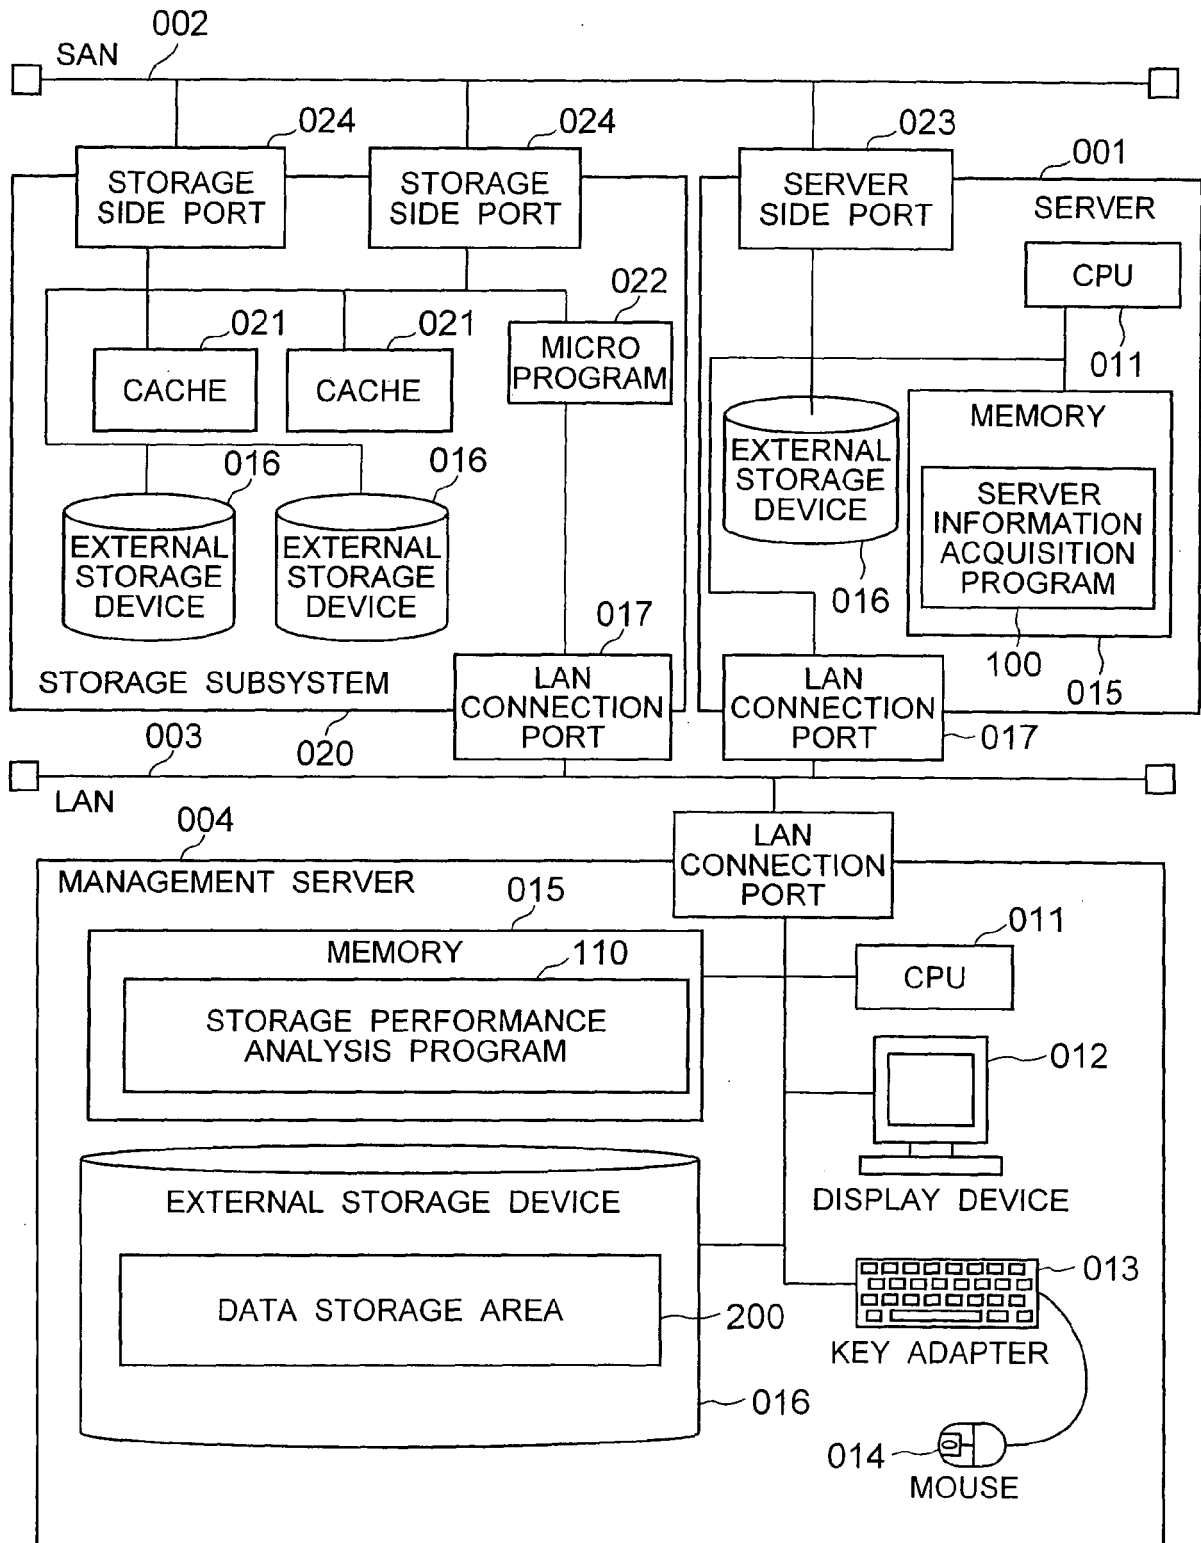 002
SAN
024
024
023
001
STORAGE
SIDE PORT
STORAGE
SIDE PORT
SERVER
SIDE PORT
SERVER
CPU
011
022
MICRO
PROGRAM
021
021
CACHE
CACHE
MEMORY
SERVER
INFORMATION
ACQUISITION
PROGRAM
100
015
EXTERNAL
STORAGE
DEVICE
016
016
016
EXTERNAL
STORAGE
DEVICE
EXTERNAL
STORAGE
DEVICE
STORAGE SUBSYSTEM
020
017
LAN
CONNECTION
PORT
LAN
CONNECTION
PORT
017
003
LAN
004
MANAGEMENT SERVER
LAN
CONNECTION
PORT
015
MEMORY
110
STORAGE PERFORMANCE
ANALYSIS PROGRAM
011
CPU
012
DISPLAY DEVICE
EXTERNAL STORAGE DEVICE
DATA STORAGE AREA
200
016
013
KEY ADAPTER
014
MOUSE